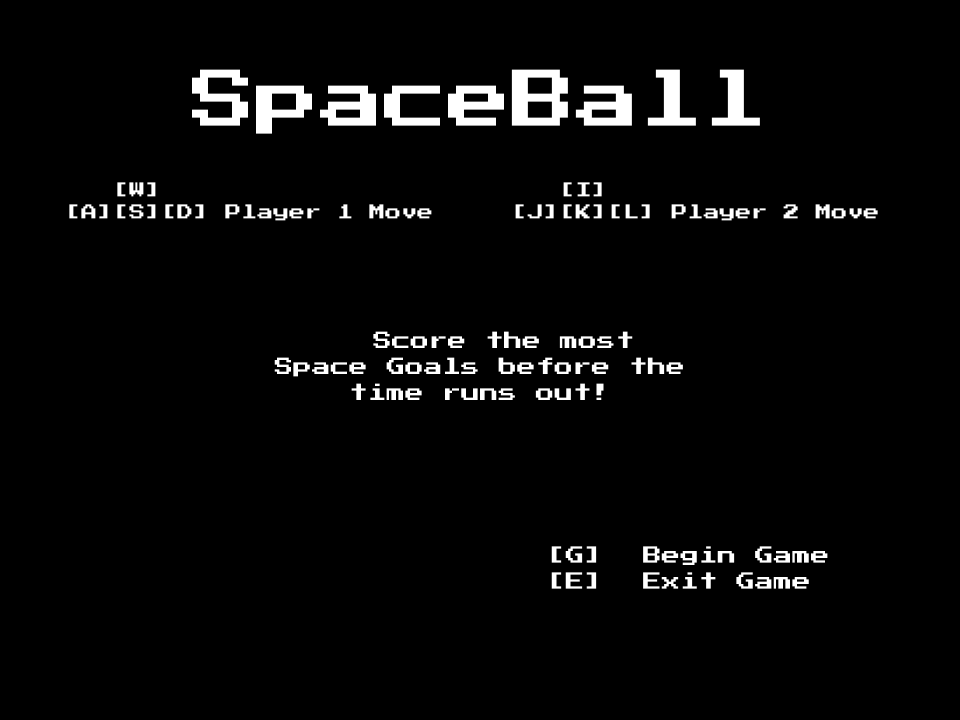 SpaceBall
[W]
[A][S][D] Player 1 Move
[I]
[J][K][L] Player 2 Move
Score the most
Space Goals before the
time runs out!
[G] Begin Game
[E] Exit Game